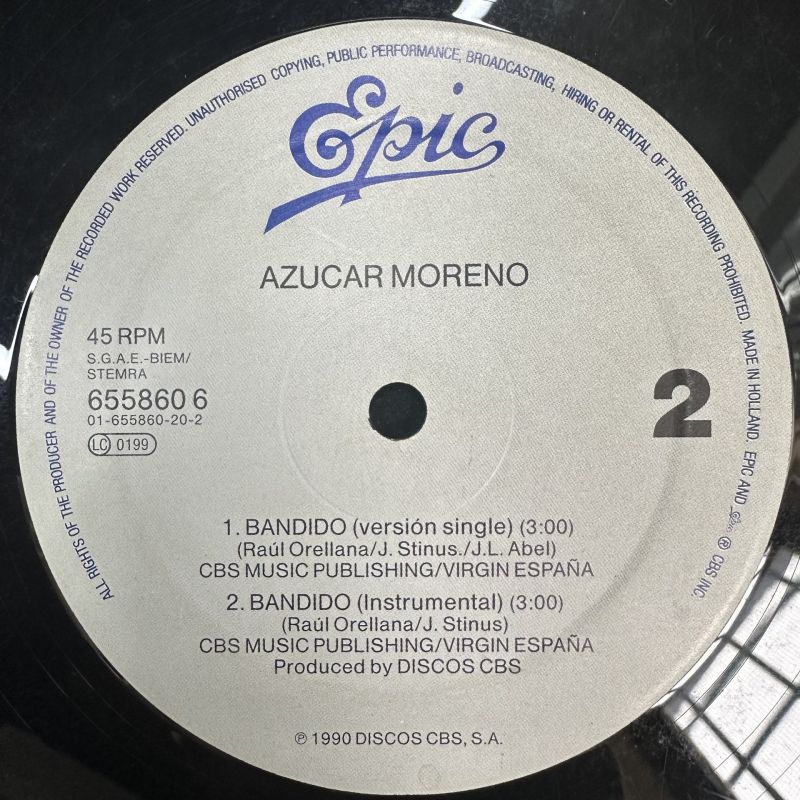 ALL RIGHTS OF THE PRODUCER AND OF THE OWNER OF THE RECORDED WORK RESERVED. UNAUTHORISED COPYING, PUBLIC PERFORMANCE, BROADCASTING, HIRING OR RENTAL OF THIS RECORDING PROHIBITED. MADE IN HOLLAND. EPIC AND Epic ® CBS INC
Epic
AZUCAR MORENO
45 RPM
S.G.A.E.-BIEM/
STEMRA
655860 6
01-655860-20-2
LC 0199
2
1. BANDIDO (versión single) (3:00)
(Raúl Orellana/J. Stinus./J.L. Abel)
CBS MUSIC PUBLISHING/VIRGIN ESPAÑA
2. BANDIDO (Instrumental) (3:00)
(Raúl Orellana/J. Stinus)
CBS MUSIC PUBLISHING/VIRGIN ESPAÑA
Produced by DISCOS CBS
℗ 1990 DISCOS CBS, S.A.